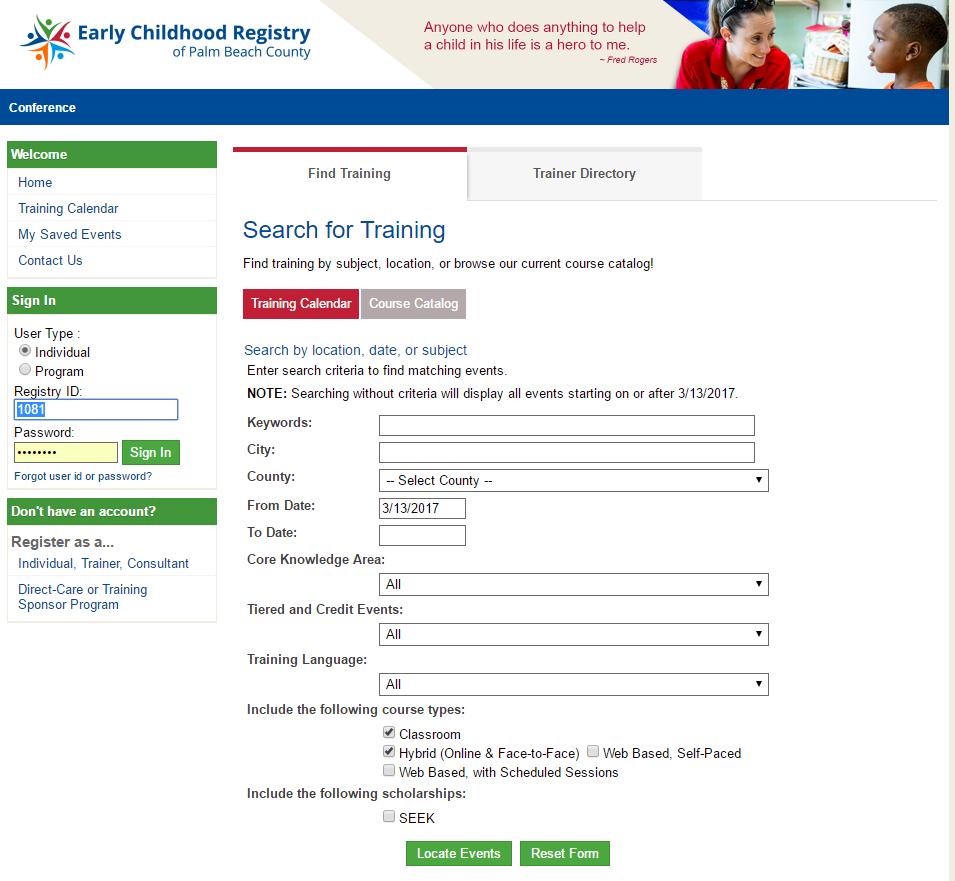 Early Childhood Registry
of Palm Beach County
Anyone who does anything to help
a child in his life is a hero to me.
~ Fred Rogers
Conference
Welcome
Home
Training Calendar
My Saved Events
Contact Us
Sign In
User Type :
Individual
Program
Registry ID:
1081
Password:
••••••••
Sign In
Forgot user id or password?
Don't have an account?
Register as a...
Individual, Trainer, Consultant
Direct-Care or Training
Sponsor Program
Find Training
Trainer Directory
Search for Training
Find training by subject, location, or browse our current course catalog!
Training Calendar
Course Catalog
Search by location, date, or subject
Enter search criteria to find matching events.
NOTE: Searching without criteria will display all events starting on or after 3/13/2017.
Keywords:
City:
County:
-- Select County --
From Date:
3/13/2017
To Date:
Core Knowledge Area:
All
Tiered and Credit Events:
All
Training Language:
All
Include the following course types:
Classroom
Hybrid (Online & Face-to-Face) Web Based, Self-Paced
Web Based, with Scheduled Sessions
Include the following scholarships:
SEEK
Locate Events
Reset Form